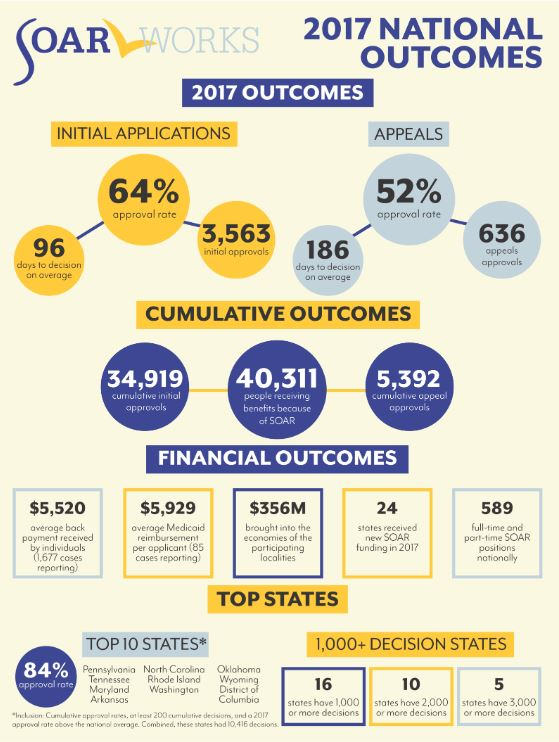 SOAR WORKS
2017 NATIONAL
OUTCOMES
2017 OUTCOMES
INITIAL APPLICATIONS
64%
approval rate
96
days to decision
on average
3,563
initial approvals
APPEALS
52%
approval rate
186
days to decision
on average
636
appeals
approvals
CUMULATIVE OUTCOMES
34,919
cumulative initial
approvals
40,311
people receiving
benefits because
of SOAR
5,392
cumulative appeal
approvals
FINANCIAL OUTCOMES
$5,520
average back
payment received
by individuals
(1,677 cases
reporting)
$5,929
average Medicaid
reimbursement
per applicant (85
cases reporting)
$356M
brought into the
economies of the
participating
localities
24
states received
new SOAR
funding in 2017
589
full-time and
part-time SOAR
positions
nationally
TOP STATES
TOP 10 STATES*
84%
approval rate
Pennsylvania
Tennessee
Maryland
Arkansas
North Carolina
Rhode Island
Washington
Oklahoma
Wyoming
District of
Columbia
*Inclusion: Cumulative approval rates, at least 200 cumulative decisions, and a 2017
approval rate above the national average. Combined, these states had 10,416 decisions.
1,000+ DECISION STATES
16
states have 1,000
or more decisions
10
states have 2,000
or more decisions
5
states have 3,000
or more decisions